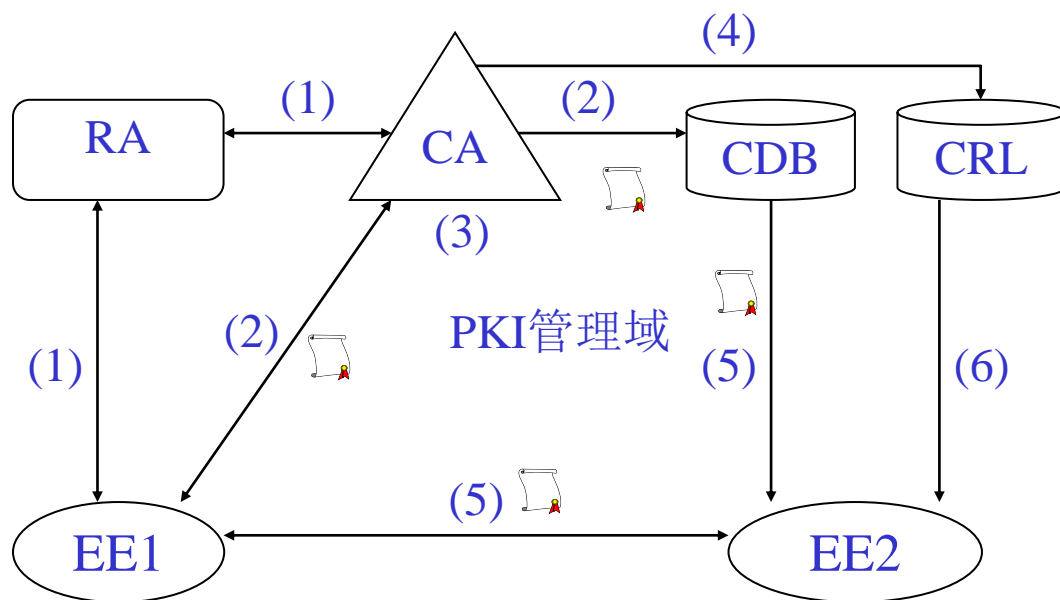 (4)
(1)
(2)
RA
CA
CDB
CRL
(3)
(2)
PKI管理域
(1)
(5)
(6)
(5)
EE1
EE2